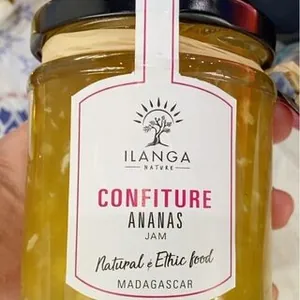 ILANGA
NATURE
CONFITURE
ANANAS
JAM
Natural & Ethic food
MADAGASCAR